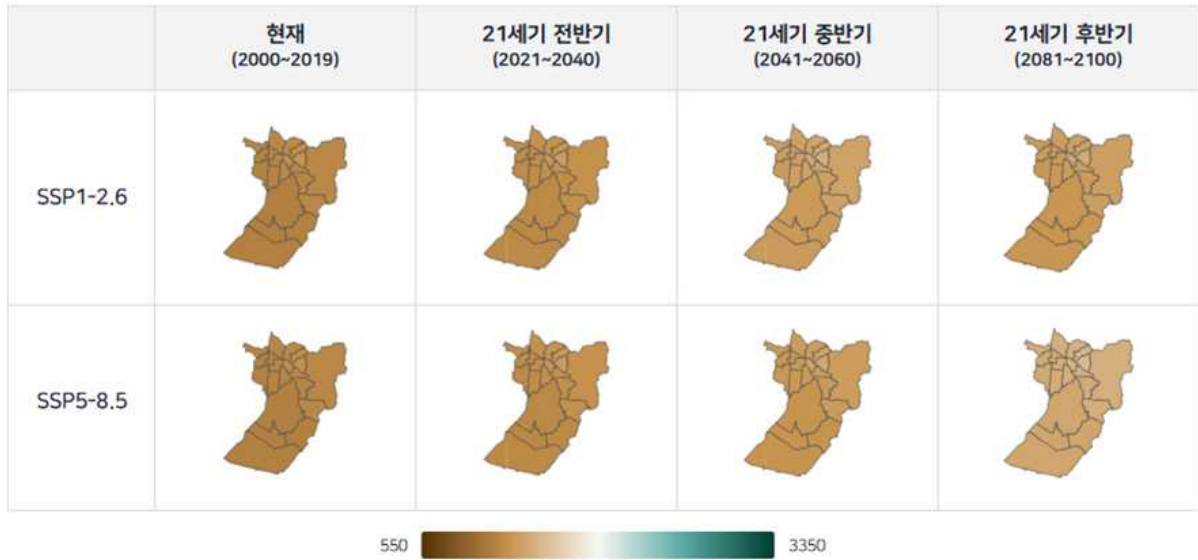 현재
(2000~2019)
21세기 전반기
(2021~2040)
21세기 중반기
(2041~2060)
21세기 후반기
(2081~2100)
SSP1-2.6
SSP5-8.5
550
3350